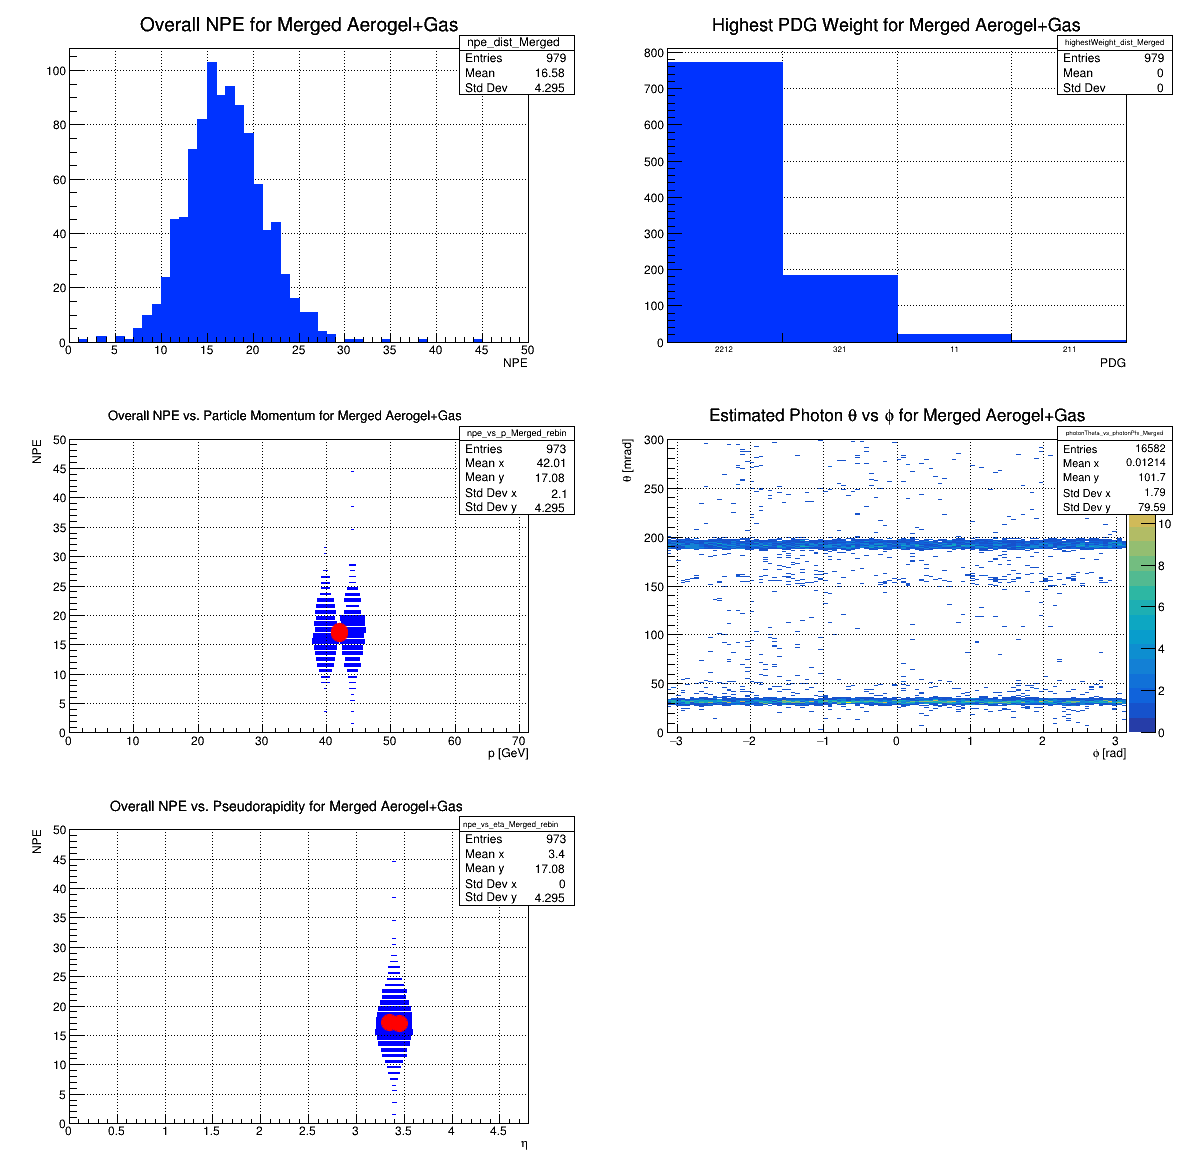 Overall NPE for Merged Aerogel+Gas
npe_dist_Merged
Entries 979
Mean 16.58
Std Dev 4.295
100
80
60
40
20
0
0 5 10 15 20 25 30 35 40 45 50
NPE
Highest PDG Weight for Merged Aerogel+Gas
highestWeight_dist_Merged
Entries 979
Mean 0
Std Dev 0
800
700
600
500
400
300
200
100
0
2212 321 11 211
PDG
Overall NPE vs. Particle Momentum for Merged Aerogel+Gas
npe_vs_p_Merged_rebin
Entries 973
Mean x 42.01
Mean y 17.08
Std Dev x 2.1
Std Dev y 4.295
NPE
50
45
40
35
30
25
20
15
10
5
0
0 10 20 30 40 50 60 70
p [GeV]
Estimated Photon θ vs ϕ for Merged Aerogel+Gas
photonTheta_vs_photonPhi_Merged
Entries 16582
Mean x 0.01214
Mean y 101.7
Std Dev x 1.79
Std Dev y 79.59
θ [mrad]
300
250
200
150
100
50
0
−3 −2 −1 0 1 2 3
ϕ [rad]
10
8
6
4
2
0
Overall NPE vs. Pseudorapidity for Merged Aerogel+Gas
npe_vs_eta_Merged_rebin
Entries 973
Mean x 3.4
Mean y 17.08
Std Dev x 0
Std Dev y 4.295
NPE
50
45
40
35
30
25
20
15
10
5
0
0 0.5 1 1.5 2 2.5 3 3.5 4 4.5
η